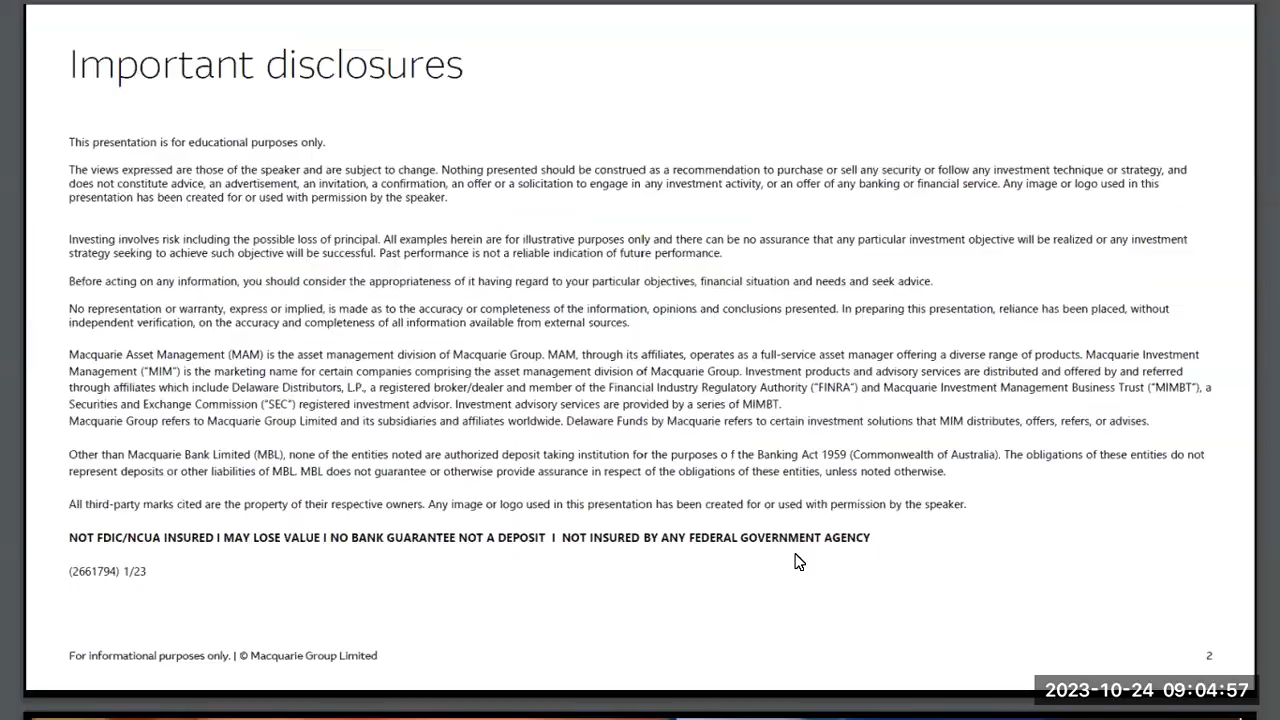 Important disclosures
This presentation is for educational purposes only.
The views expressed are those of the speaker and are subject to change. Nothing presented should be construed as a recommendation to purchase or sell any security or follow any investment technique or strategy, and
does not constitute advice, an advertisement, an invitation, a confirmation, an offer or a solicitation to engage in any investment activity, or an offer of any banking or financial service. Any image or logo used in this
presentation has been created for or used with permission by the speaker.
Investing involves risk including the possible loss of principal. All examples herein are for illustrative purposes only and there can be no assurance that any particular investment objective will be realized or any investment
strategy seeking to achieve such objective will be successful. Past performance is not a reliable indication of future performance.
Before acting on any information, you should consider the appropriateness of it having regard to your particular objectives, financial situation and needs and seek advice.
No representation or warranty, express or implied, is made as to the accuracy or completeness of the information, opinions and conclusions presented. In preparing this presentation, reliance has been placed, without
independent verification, on the accuracy and completeness of all information available from external sources.
Macquarie Asset Management (MAM) is the asset management division of Macquarie Group. MAM, through its affiliates, operates as a full-service asset manager offering a diverse range of products. Macquarie Investment
Management ("MIM") is the marketing name for certain companies comprising the asset management division of Macquarie Group. Investment products and advisory services are distributed and offered by and referred
through affiliates which include Delaware Distributors, L.P., a registered broker/dealer and member of the Financial Industry Regulatory Authority ("FINRA") and Macquarie Investment Management Business Trust ("MIMBT"), a
Securities and Exchange Commission ("SEC") registered investment advisor. Investment advisory services are provided by a series of MIMBT.
Macquarie Group refers to Macquarie Group Limited and its subsidiaries and affiliates worldwide. Delaware Funds by Macquarie refers to certain investment solutions that MIM distributes, offers, refers, or advises.
Other than Macquarie Bank Limited (MBL), none of the entities noted are authorized deposit taking institution for the purposes o f the Banking Act 1959 (Commonwealth of Australia). The obligations of these entities do not
represent deposits or other liabilities of MBL. MBL does not guarantee or otherwise provide assurance in respect of the obligations of these entities, unless noted otherwise.
All third-party marks cited are the property of their respective owners. Any image or logo used in this presentation has been created for or used with permission by the speaker.
NOT FDIC/NCUA INSURED I MAY LOSE VALUE I NO BANK GUARANTEE NOT A DEPOSIT I NOT INSURED BY ANY FEDERAL GOVERNMENT AGENCY
(2661794) 1/23
For informational purposes only. | © Macquarie Group Limited
2
2023-10-24 09:04:57